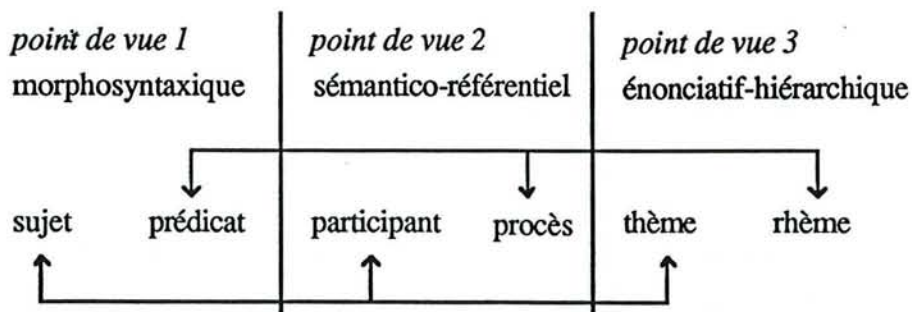 point de vue 1 point de vue 2 point de vue 3
morphosyntaxique sémantico-référentiel énonciatif-hiérarchique
sujet prédicat participant procès thème rhème